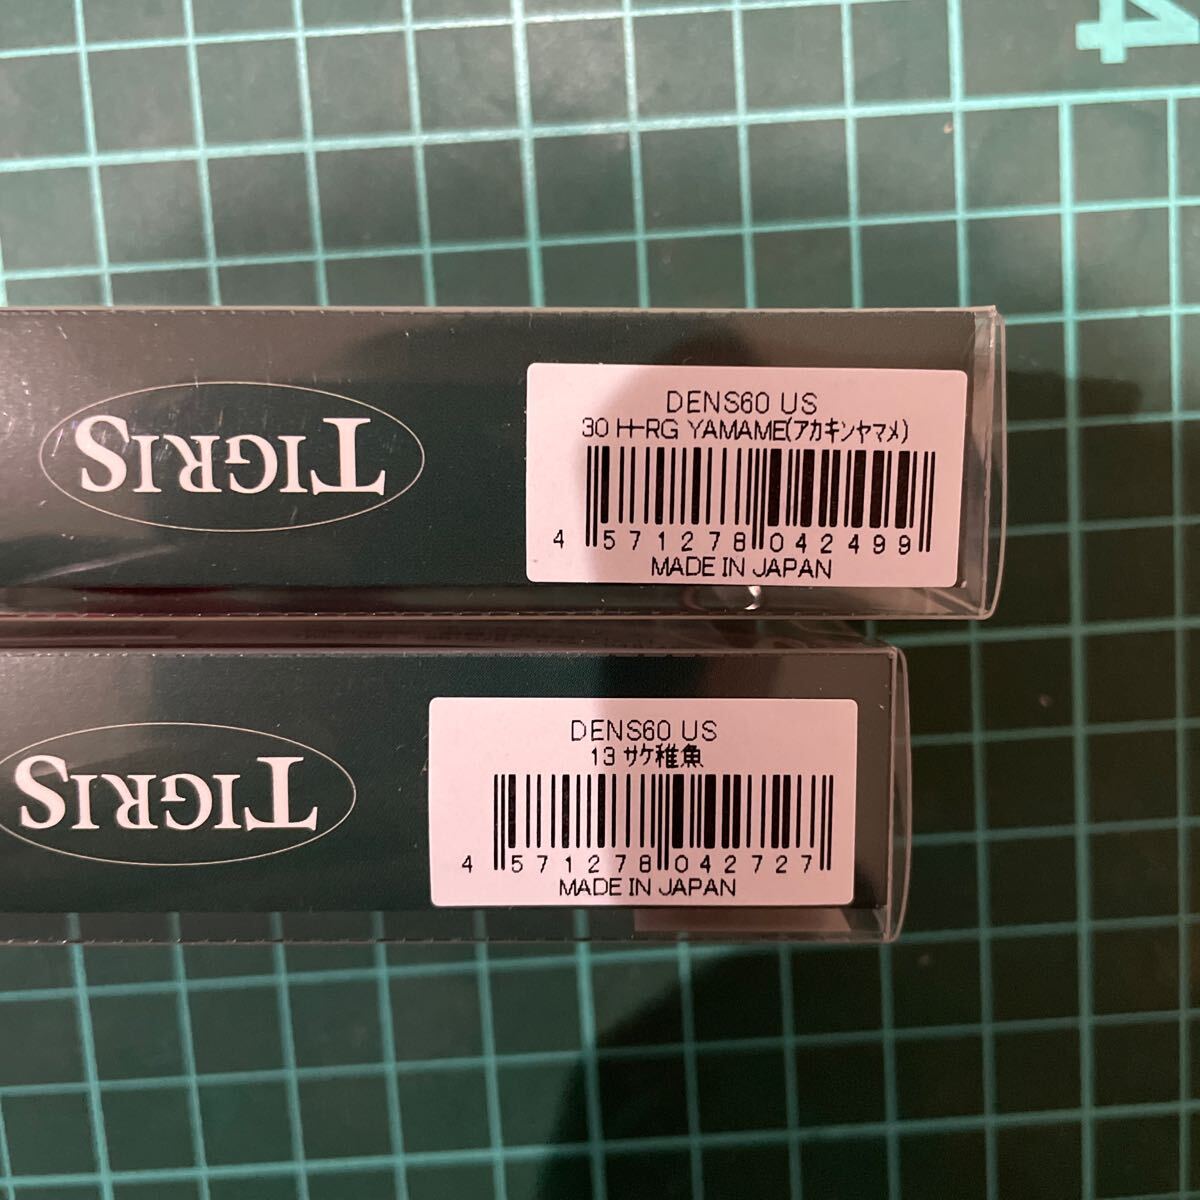 4
TIGRIS
DENS60 US
30 H-RG YAMAME(アカキンヤマメ)
4 571278 042499
MADE IN JAPAN
TIGRIS
DENS60 US
13 サケ稚魚
4 571278 042727
MADE IN JAPAN